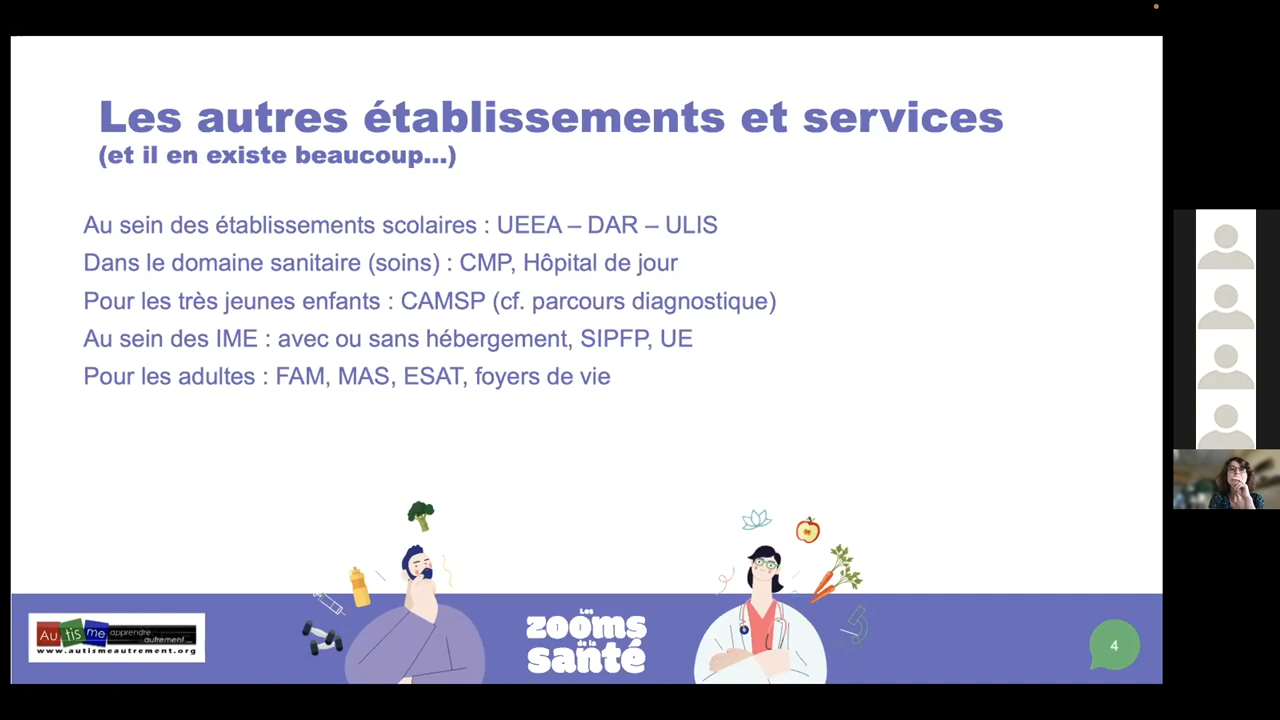 Les autres établissements et services
(et il en existe beaucoup...)
Au sein des établissements scolaires : UEEA – DAR – ULIS
Dans le domaine sanitaire (soins) : CMP, Hôpital de jour
Pour les très jeunes enfants : CAMSP (cf. parcours diagnostique)
Au sein des IME : avec ou sans hébergement, SIPFP, UE
Pour les adultes : FAM, MAS, ESAT, foyers de vie
Autisme apprendre
autrement...
www.autismeautrement.org
Les
zooms
de la
santé
4